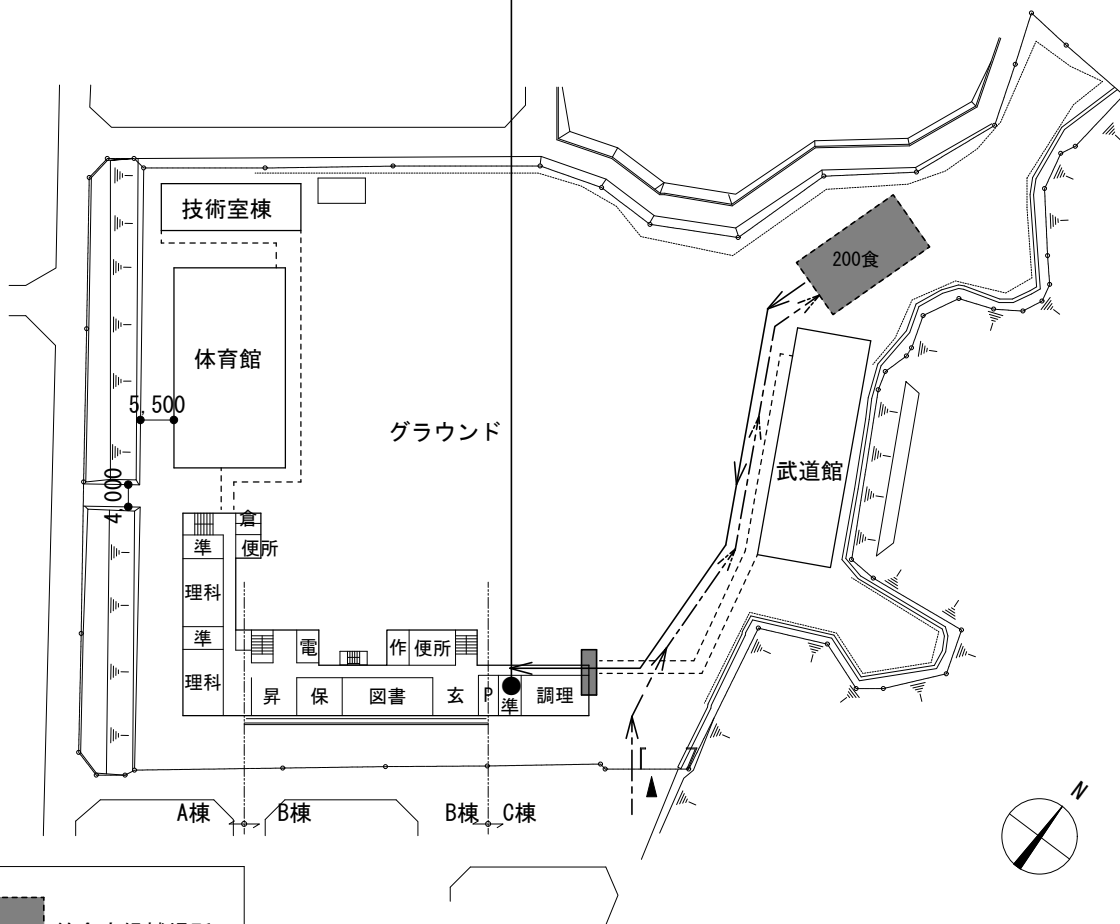 技術室棟
200食
体育館
5,500
グラウンド
武道館
4,000
倉
準
便所
理科
準
電
作
便所
理科
昇
保
図書
玄
P
準
調理
A棟
B棟
B棟
C棟
N